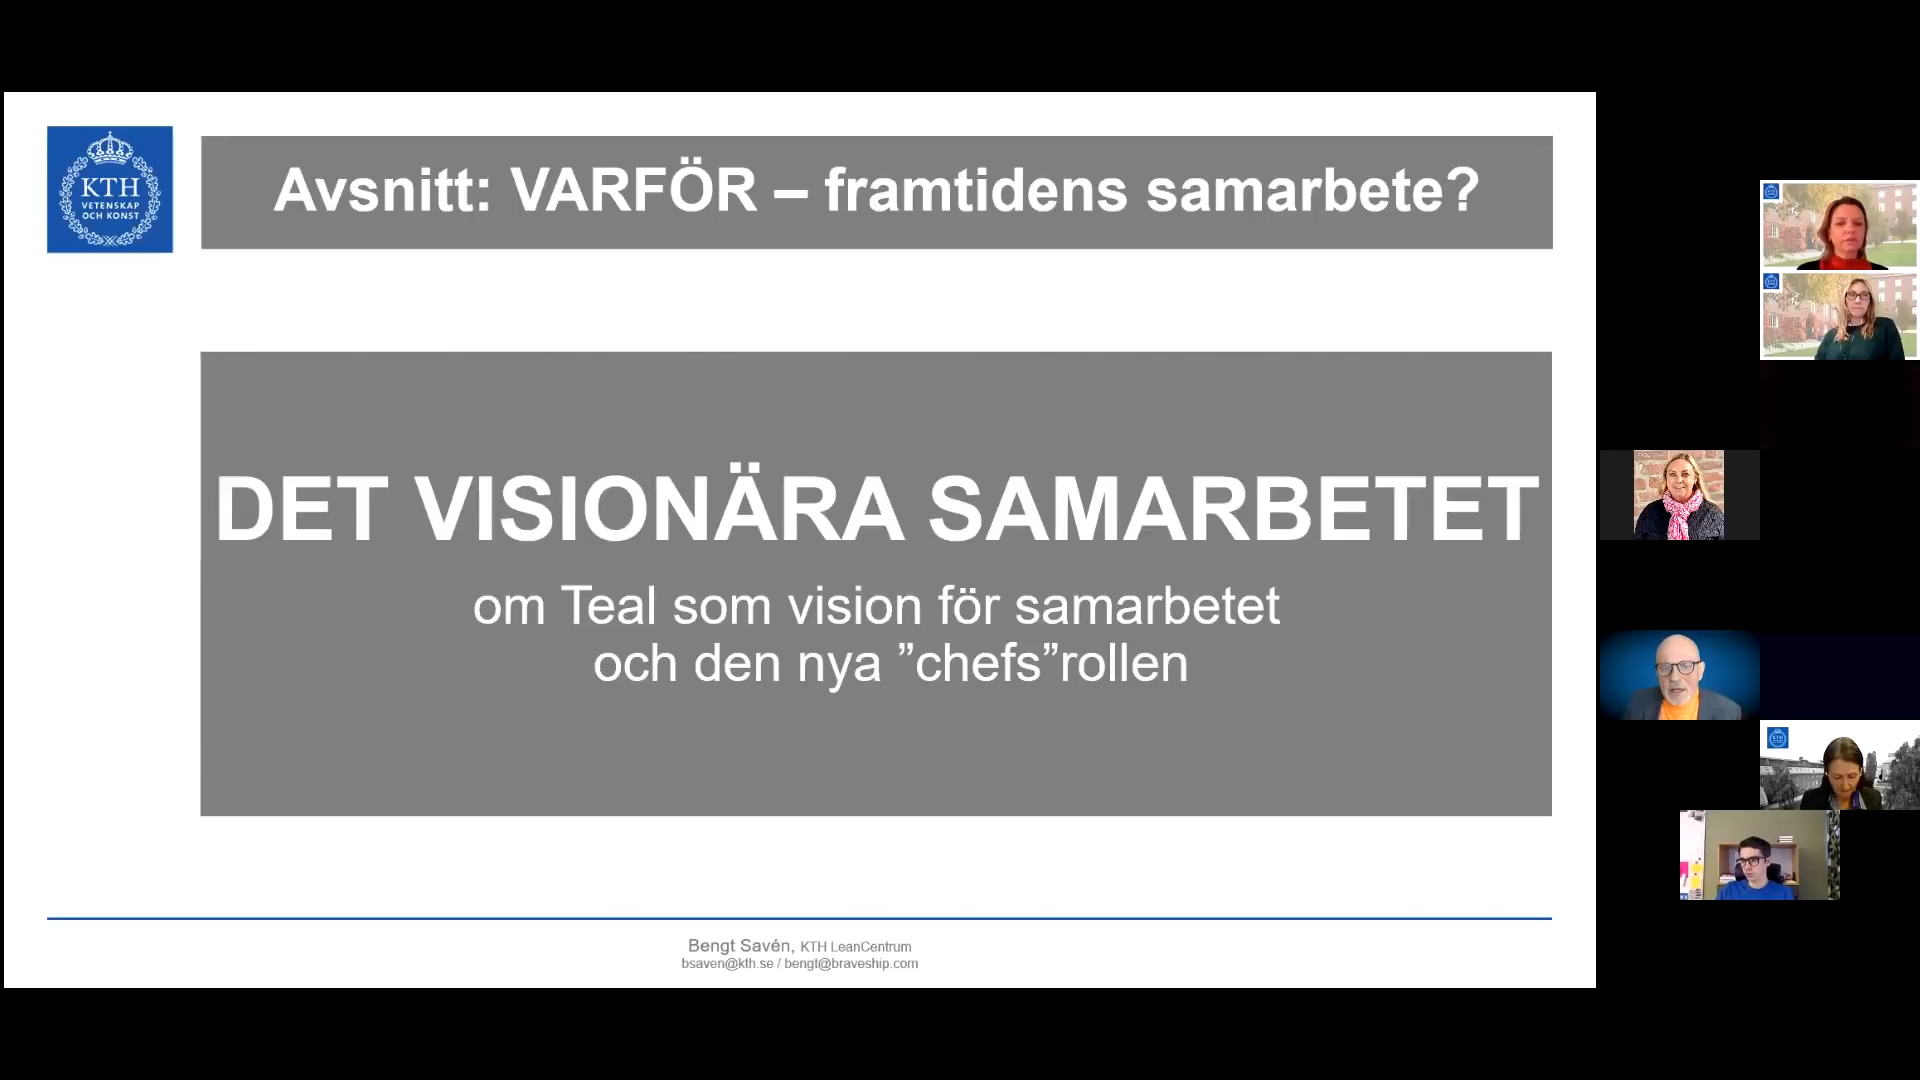 KTH
VETENSKAP
OCH KONST
Avsnitt: VARFÖR – framtidens samarbete?
DET VISIONÄRA SAMARBETET
om Teal som vision för samarbetet
och den nya ”chefs”rollen
Bengt Savén, KTH LeanCentrum
bsaven@kth.se / bengt@braveship.com